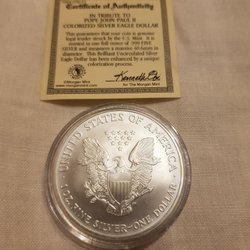 Certificate of Authenticity
IN TRIBUTE TO
POPE JOHN PAUL II
COLORIZED SILVER EAGLE DOLLAR
This guarantees that your coin is genuine
legal tender struck by the U.S. Mint. It is
minted in one full ounce of .999 FINE
SILVER and measures a massive 40-hours in
diameter. This Brilliant Uncirculated Silver
Eagle Dollar has been enhanced by a unique
colorization process.
©Morgan Mint
www.morganmint.com
for The Morgan Mint
UNITED STATES OF AMERICA
1 OZ. FINE SILVER~ONE DOLLAR